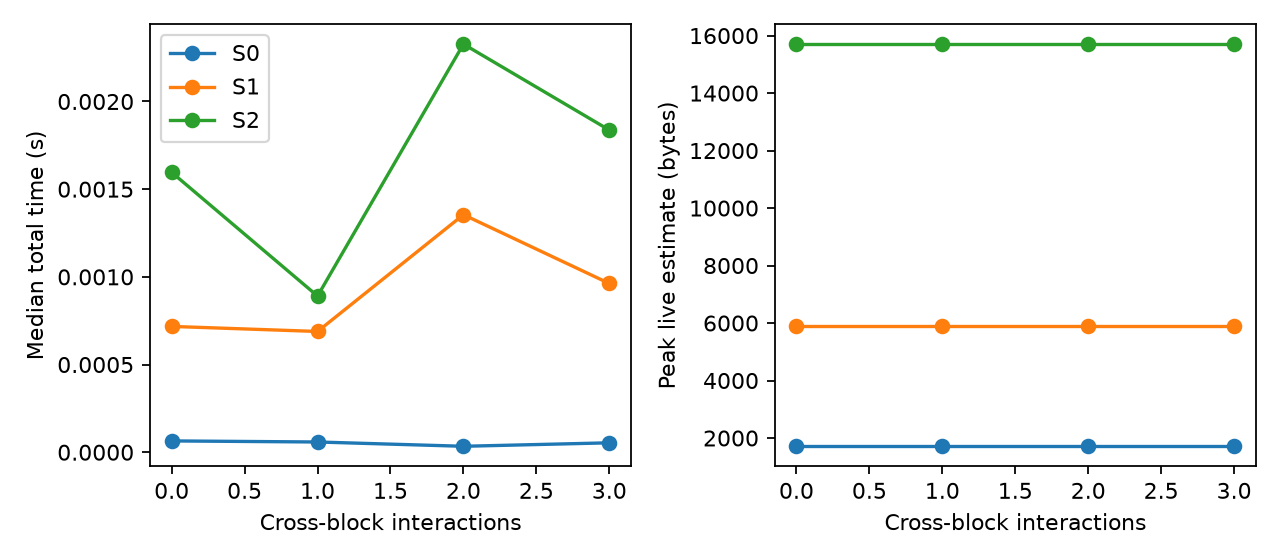 S0
S1
S2
Median total time (s)
0.0020
0.0015
0.0010
0.0005
0.0000
0.0 0.5 1.0 1.5 2.0 2.5 3.0
Cross-block interactions
Peak live estimate (bytes)
16000
14000
12000
10000
8000
6000
4000
2000
0.0 0.5 1.0 1.5 2.0 2.5 3.0
Cross-block interactions